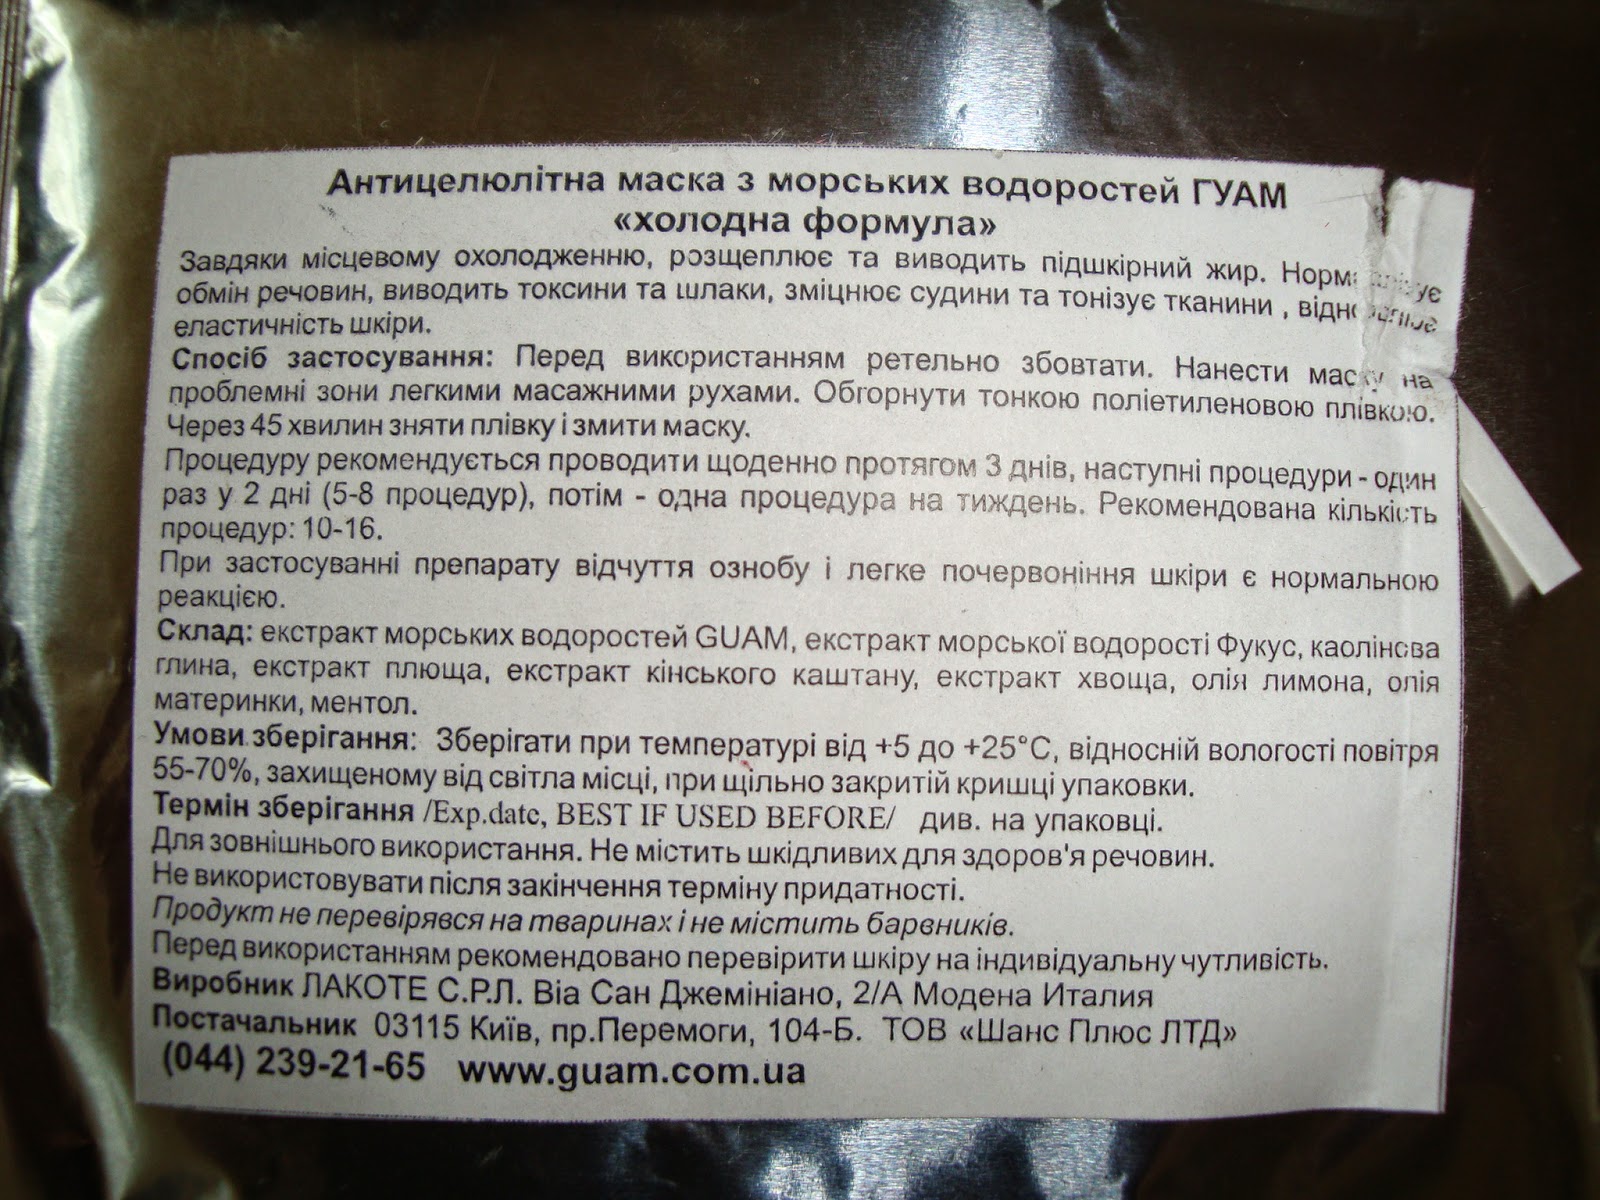 Антицелюлітна маска з морських водоростей ГУАМ
«холодна формула»
Завдяки місцевому охолодженню, розщеплює та виводить підшкірний жир. Нормалізує
обмін речовин, виводить токсини та шлаки, зміцнює судини та тонізує тканини , відновлює
еластичність шкіри.
Спосіб застосування: Перед використанням ретельно збовтати. Нанести маску на
проблемні зони легкими масажними рухами. Обгорнути тонкою поліетиленовою плівкою.
Через 45 хвилин зняти плівку і змити маску.
Процедуру рекомендується проводити щоденно протягом 3 днів, наступні процедури - один
раз у 2 дні (5-8 процедур), потім - одна процедура на тиждень. Рекомендована кількість
процедур: 10-16.
При застосуванні препарату відчуття ознобу і легке почервоніння шкіри є нормальною
реакцією.
Склад: екстракт морських водоростей GUAM, екстракт морської водорості Фукус, каолінова
глина, екстракт плюща, екстракт кінського каштану, екстракт хвоща, олія лимона, олія
материнки, ментол.
Умови зберігання: Зберігати при температурі від +5 до +25°С, відносній вологості повітря
55-70%, захищеному від світла місці, при щільно закритій кришці упаковки.
Термін зберігання /Exp.date, BEST IF USED BEFORE/ див. на упаковці.
Для зовнішнього використання. Не містить шкідливих для здоров'я речовин.
Не використовувати після закінчення терміну придатності.
Продукт не перевірявся на тваринах і не містить барвників.
Перед використанням рекомендовано перевірити шкіру на індивідуальну чутливість.
Виробник ЛАКОТЕ С.Р.Л. Віа Сан Джемініано, 2/А Модена Италия
Постачальник 03115 Київ, пр.Перемоги, 104-Б. ТОВ «Шанс Плюс ЛТД»
(044) 239-21-65 www.guam.com.ua